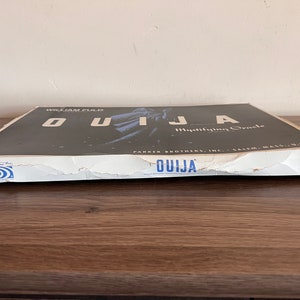 WILLIAM FULD
OUIJA
Mystifying Oracle
PARKER BROTHERS, INC. · SALEM, MASS.
OUIJA